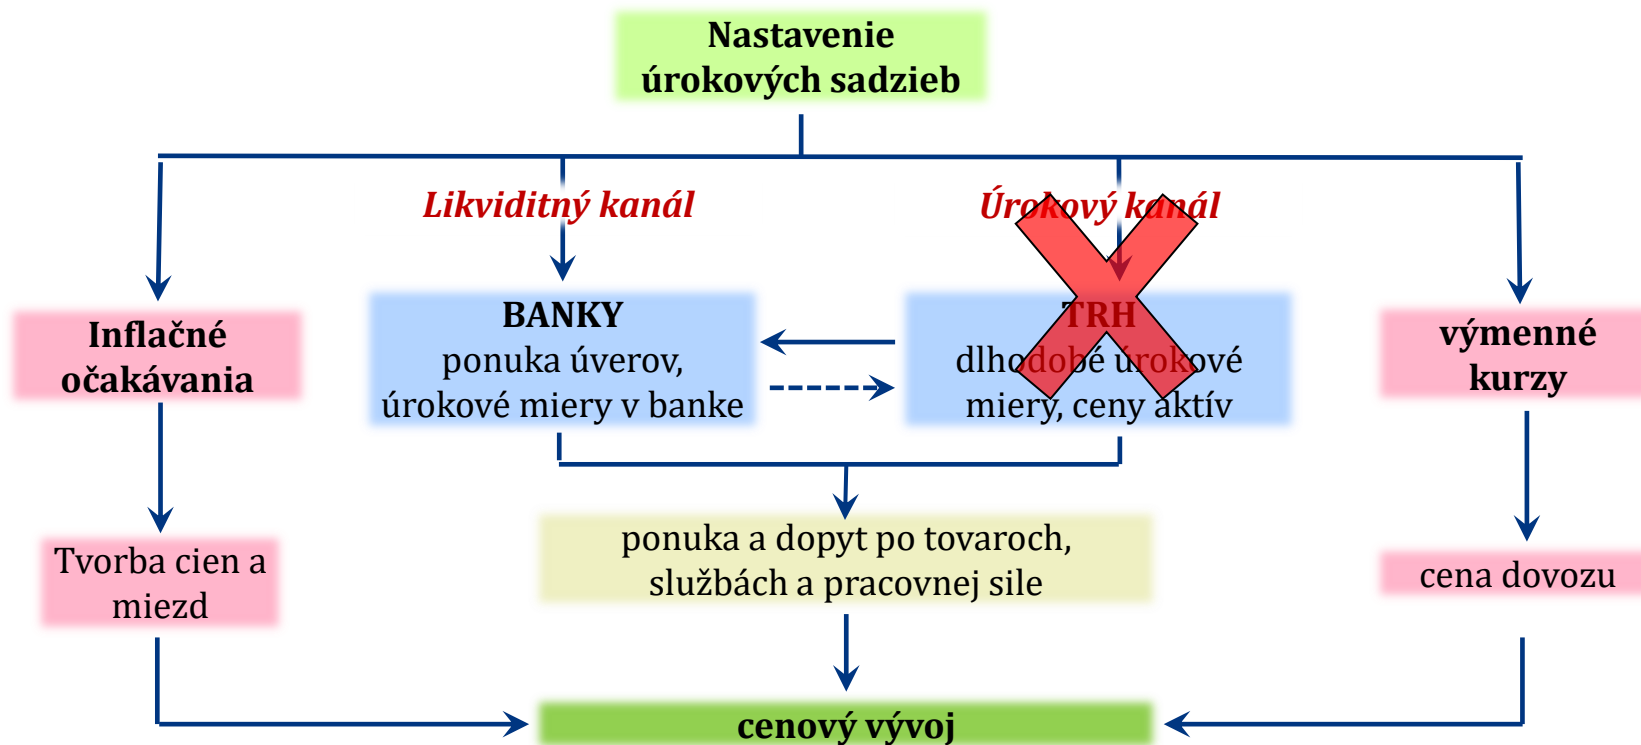 Nastavenie
úrokových sadzieb
Likviditný kanál
Úrokový kanál
Inflačné
očakávania
BANKY
ponuka úverov,
úrokové miery v banke
TRH
dlhodobé úrokové
miery, ceny aktív
výmenné
kurzy
Tvorba cien a
miezd
ponuka a dopyt po tovaroch,
službách a pracovnej sile
cena dovozu
cenový vývoj